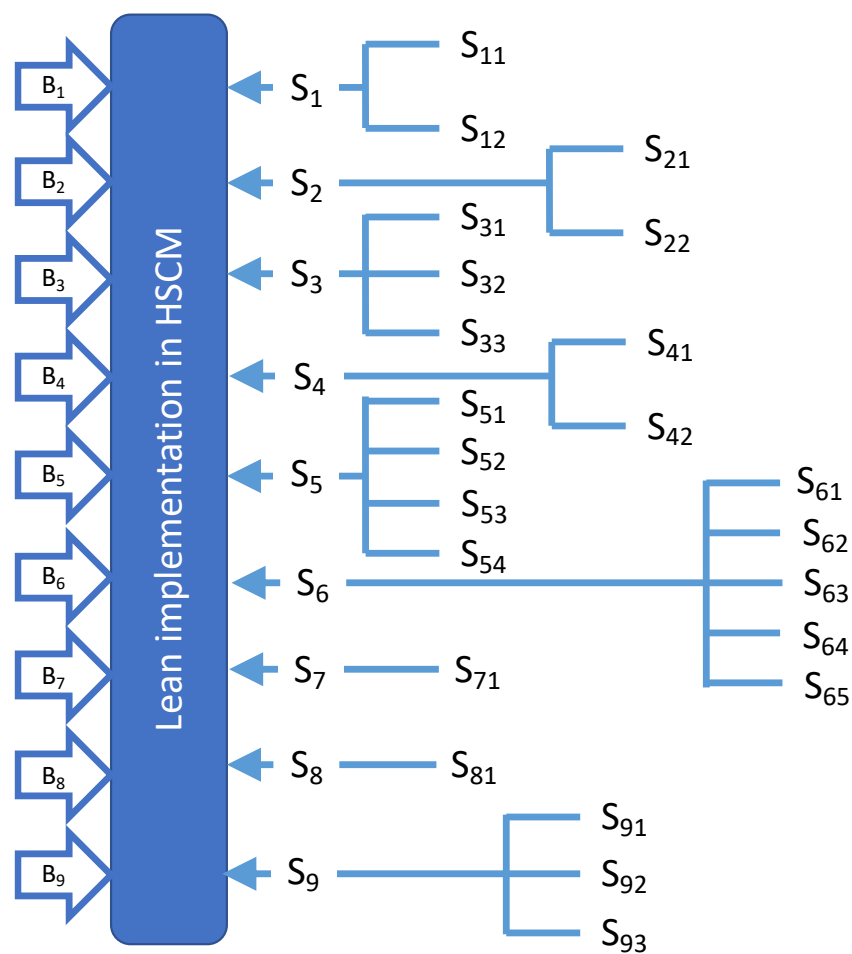 B₁
B₂
B₃
B₄
B₅
B₆
B₇
B₈
B₉
Lean implementation in HSCM
S₁
S₁₁
S₁₂
S₂
S₂₁
S₂₂
S₃
S₃₁
S₃₂
S₃₃
S₄
S₄₁
S₄₂
S₅
S₅₁
S₅₂
S₅₃
S₅₄
S₆
S₆₁
S₆₂
S₆₃
S₆₄
S₆₅
S₇
S₇₁
S₈
S₈₁
S₉
S₉₁
S₉₂
S₉₃